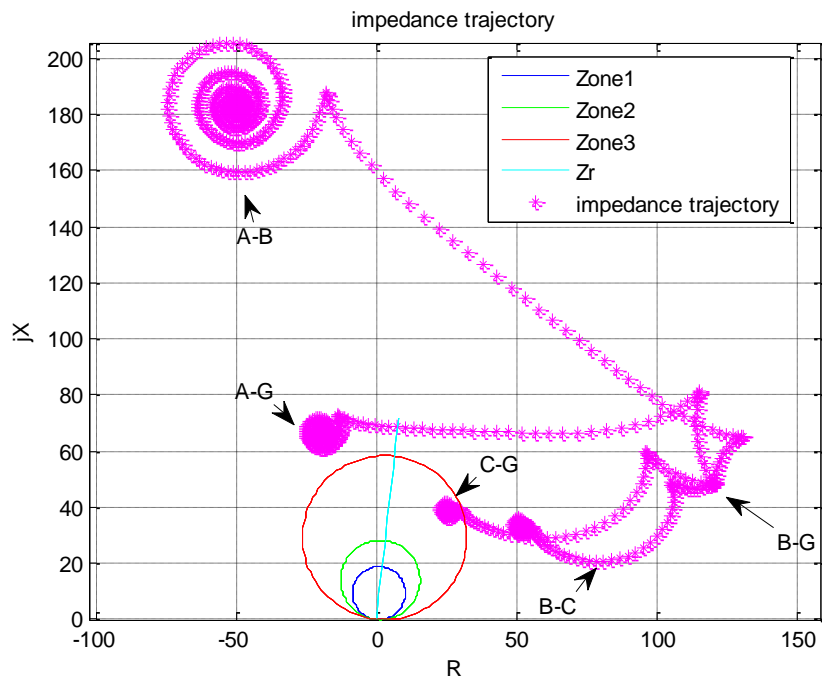 impedance trajectory
200
180
160
140
120
100
80
60
40
20
0
jX
Zone1
Zone2
Zone3
Zr
impedance trajectory
A-B
A-G
C-G
B-G
B-C
-100
-50
0
50
100
150
R